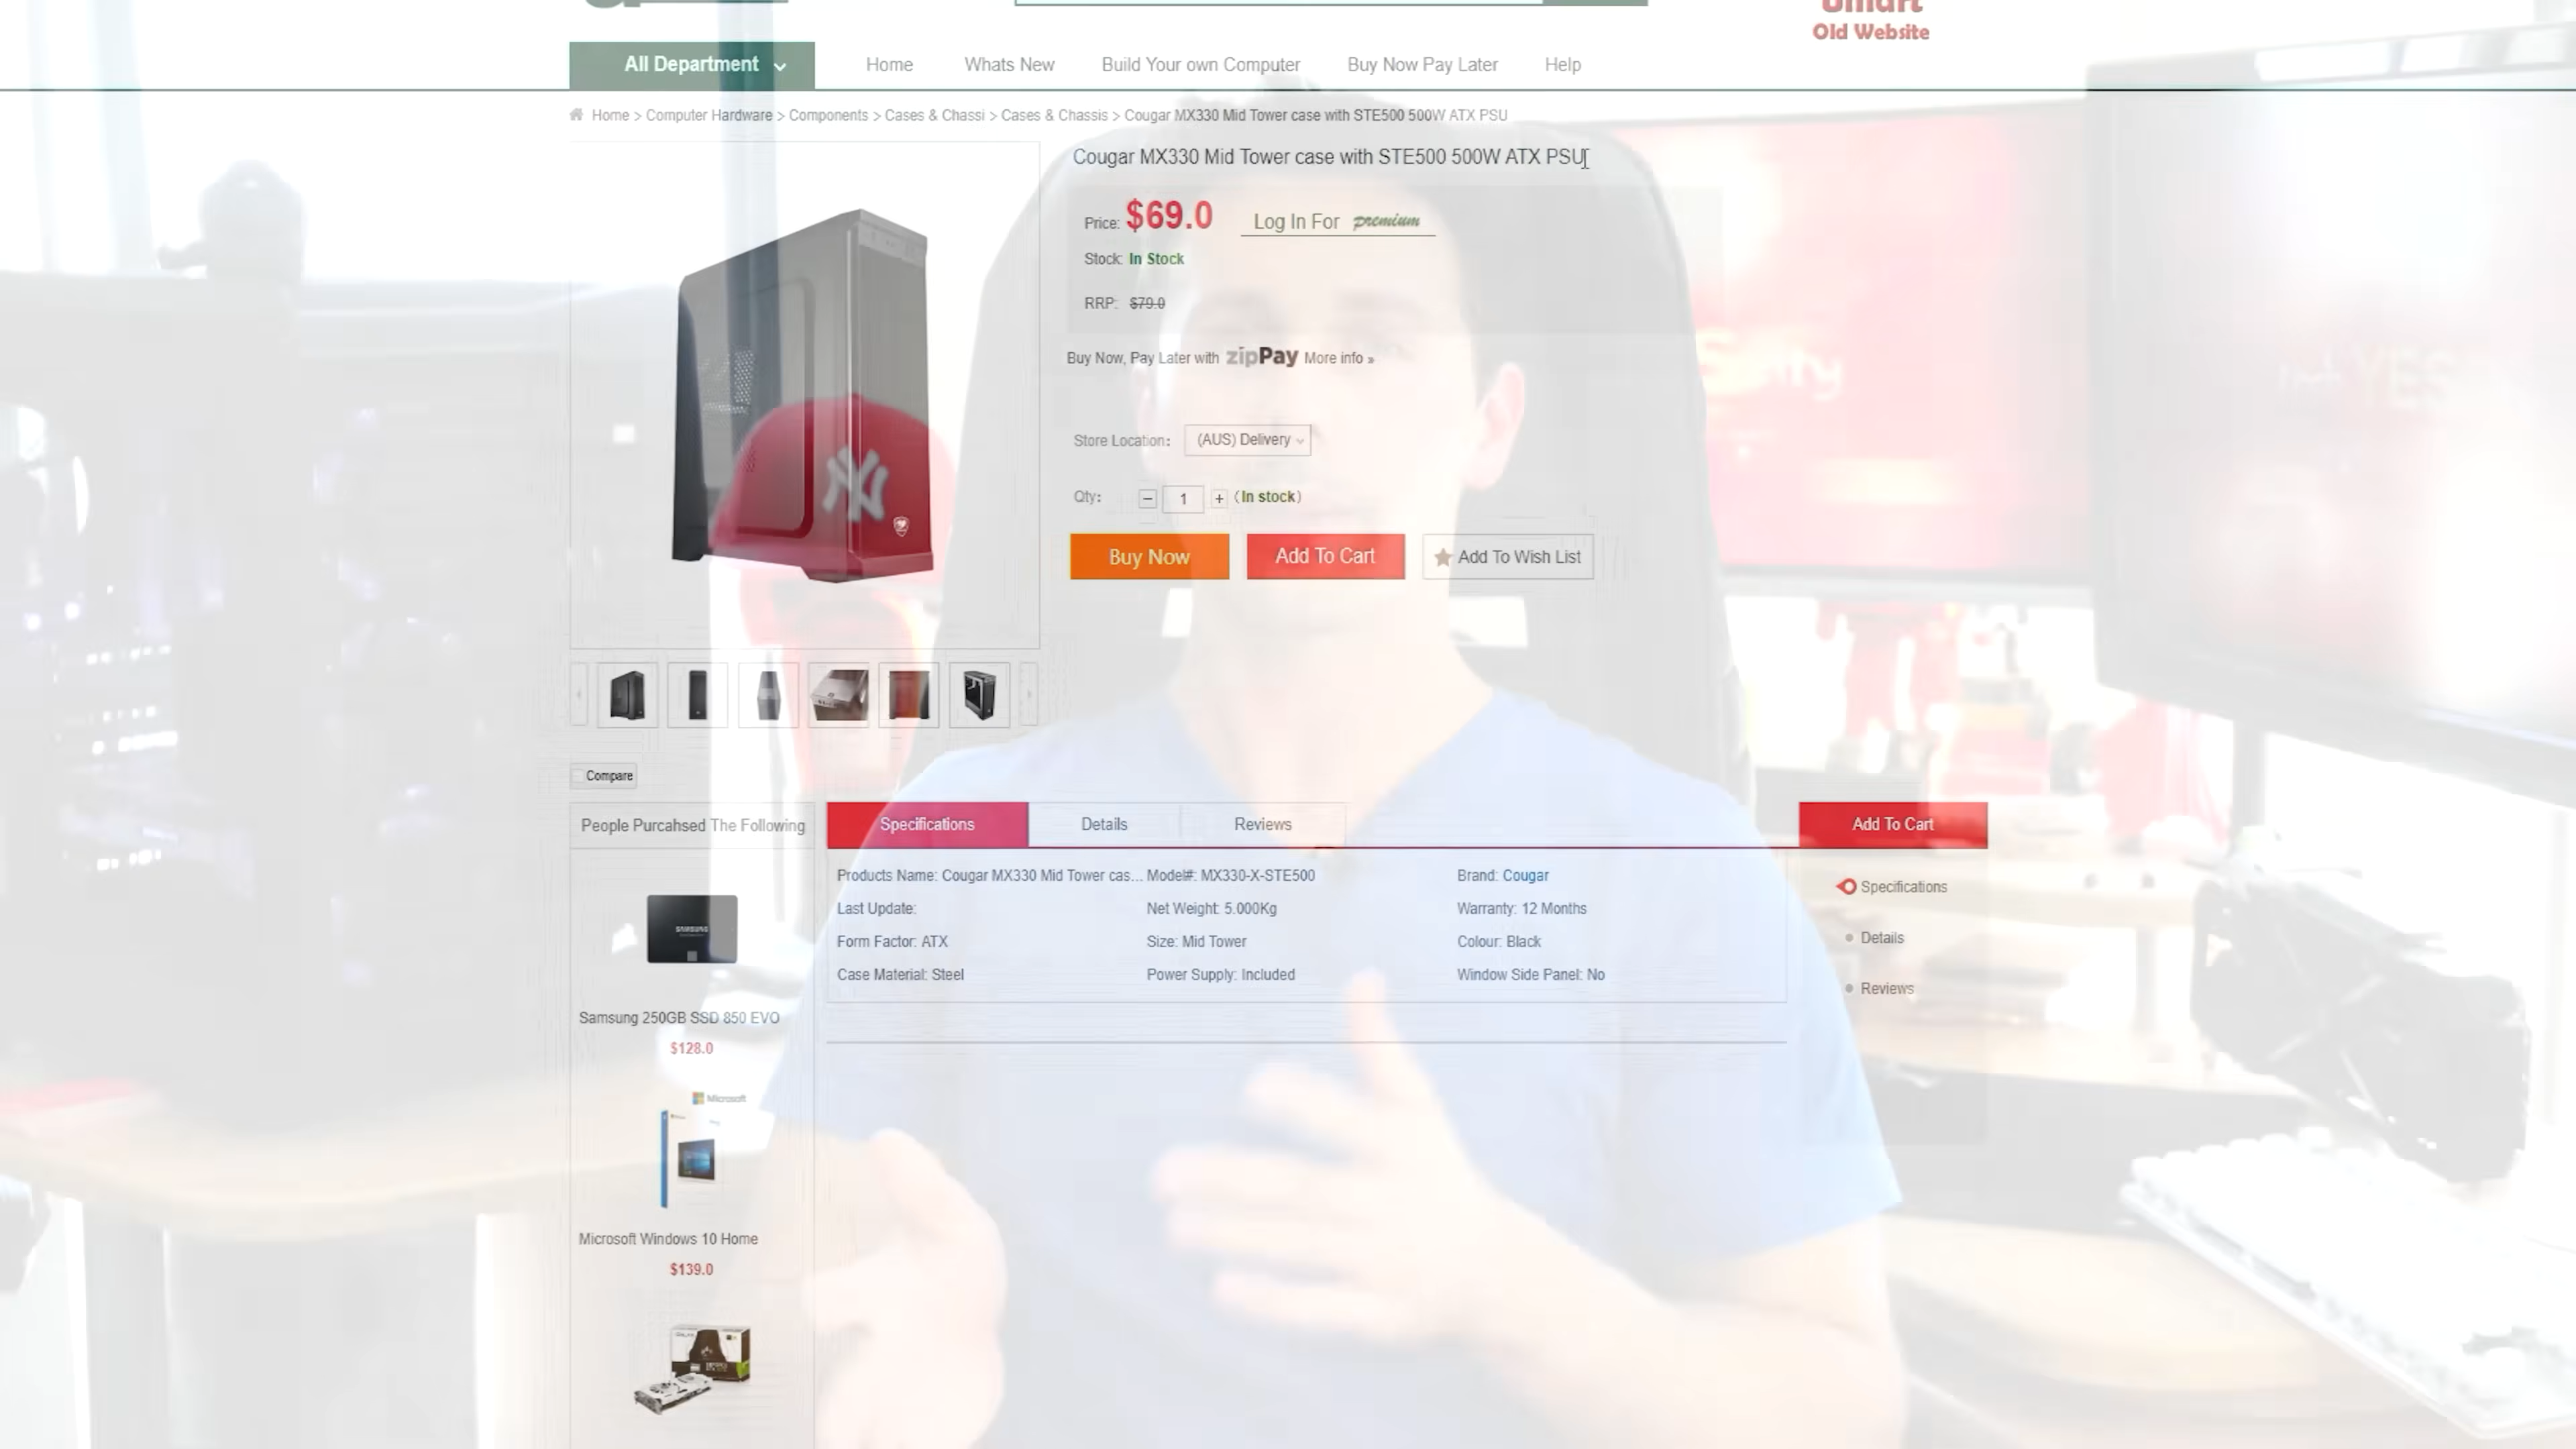 Umart
Old Website
All Department
Home
Whats New
Build Your own Computer
Buy Now Pay Later
Help
Home > Computer Hardware > Components > Cases & Chassi > Cases & Chassis > Cougar MX330 Mid Tower case with STE500 500W ATX PSU
Cougar MX330 Mid Tower case with STE500 500W ATX PSU
Price: $69.0
Log In For premium
Stock: In Stock
RRP: $79.0
Buy Now, Pay Later with zipPay More info »
Store Location: (AUS) Delivery
Qty: − 1 + (In stock)
Buy Now
Add To Cart
Add To Wish List
NY
Compare
People Purcahsed The Following
Specifications
Details
Reviews
Add To Cart
Products Name: Cougar MX330 Mid Tower cas... Model#: MX330-X-STE500 Brand: Cougar
Last Update: Net Weight: 5.000Kg Warranty: 12 Months
Form Factor: ATX Size: Mid Tower Colour: Black
Case Material: Steel Power Supply: Included Window Side Panel: No
Specifications
Details
Reviews
SAMSUNG
Samsung 250GB SSD 850 EVO
$128.0
Microsoft
Microsoft Windows 10 Home
$139.0